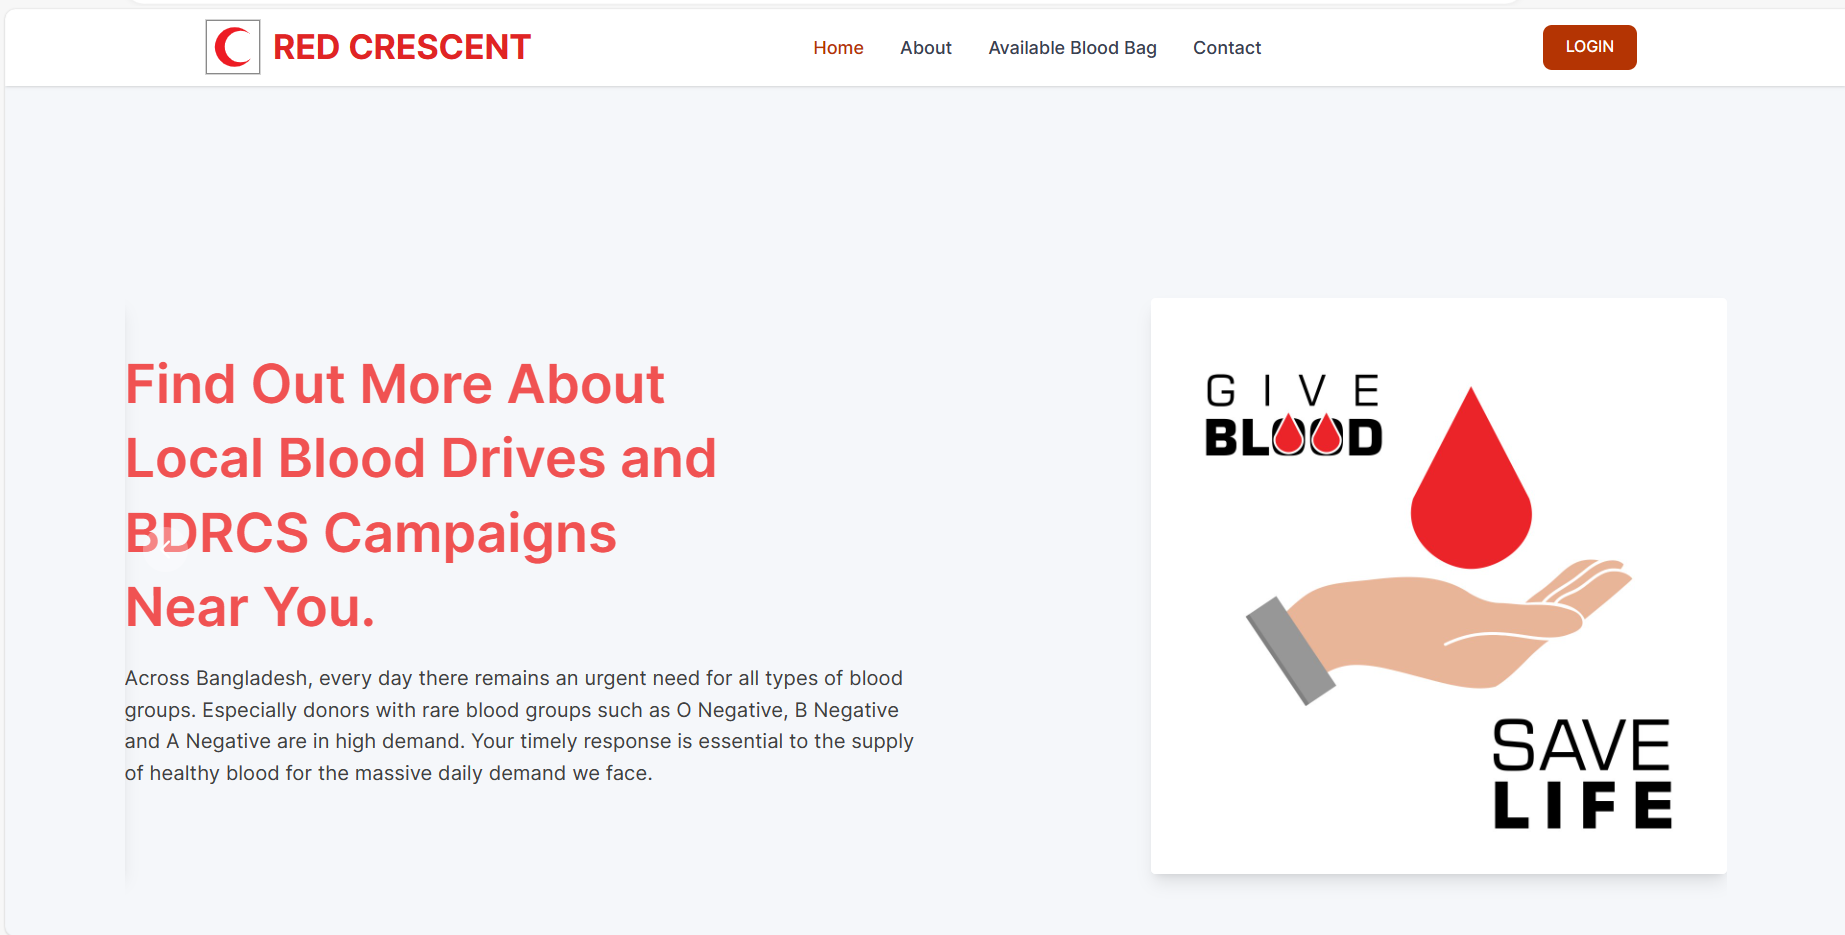 RED CRESCENT
Home
About
Available Blood Bag
Contact
LOGIN
Find Out More About
Local Blood Drives and
BDRCS Campaigns
Near You.
Across Bangladesh, every day there remains an urgent need for all types of blood
groups. Especially donors with rare blood groups such as O Negative, B Negative
and A Negative are in high demand. Your timely response is essential to the supply
of healthy blood for the massive daily demand we face.
GIVE
BLOOD
SAVE
LIFE